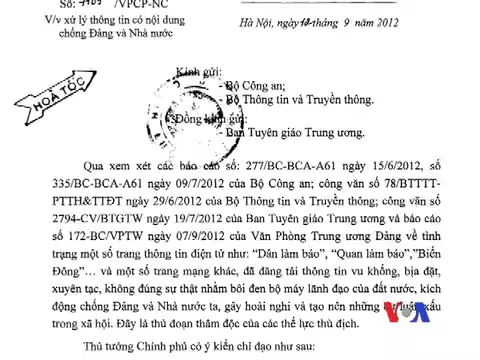 /VPCP-NC
V/v xử lý thông tin có nội dung
chống Đảng và Nhà nước
Hà Nội, ngày 12 tháng 9 năm 2012
HOẢ TỐC
Kính gửi:
- Bộ Công an;
- Bộ Thông tin và Truyền thông.
Đồng kính gửi:
Ban Tuyên giáo Trung ương.
Qua xem xét các báo cáo số: 277/BC-BCA-A61 ngày 15/6/2012, số
335/BC-BCA-A61 ngày 09/7/2012 của Bộ Công an; công văn số 78/BTTTT-
PTTH&TTĐT ngày 29/6/2012 của Bộ Thông tin và Truyền thông; công văn số
2794-CV/BTGTW ngày 19/7/2012 của Ban Tuyên giáo Trung ương và báo cáo
số 172-BC/VPTW ngày 07/9/2012 của Văn Phòng Trung ương Đảng về tình
trạng một số trang thông tin điện tử như: “Dân làm báo”, “Quan làm báo”,”Biển
Đông”… và một số trang mạng khác, đã đăng tải thông tin vu khống, bịa đặt,
xuyên tạc, không đúng sự thật nhằm bôi đen bộ máy lãnh đạo của đất nước, kích
động chống Đảng và Nhà nước ta, gây hoài nghi và tạo nên những dư luận xấu
trong xã hội. Đây là thủ đoạn thâm độc của các thế lực thù địch.
VOA
Thủ tướng Chính phủ có ý kiến chỉ đạo như sau: